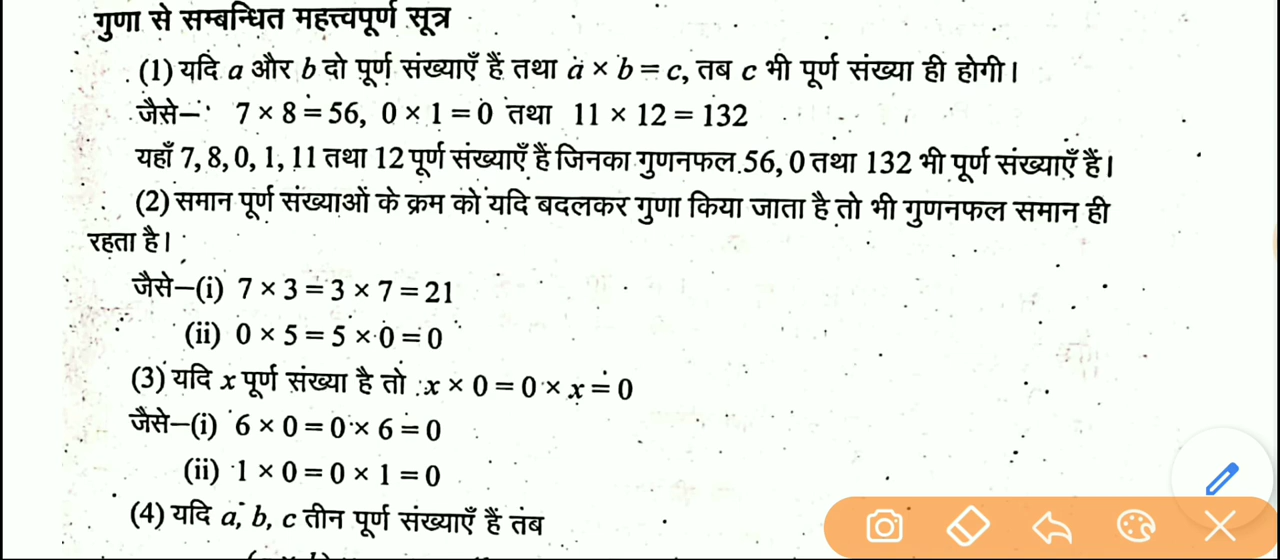 गुणा से सम्बन्धित महत्त्वपूर्ण सूत्र
(1) यदि a और b दो पूर्ण संख्याएँ हैं तथा a × b = c, तब c भी पूर्ण संख्या ही होगी।
जैसे— 7 × 8 = 56, 0 × 1 = 0 तथा 11 × 12 = 132
यहाँ 7, 8, 0, 1, 11 तथा 12 पूर्ण संख्याएँ हैं जिनका गुणनफल 56, 0 तथा 132 भी पूर्ण संख्याएँ हैं।
(2) समान पूर्ण संख्याओं के क्रम को यदि बदलकर गुणा किया जाता है तो भी गुणनफल समान ही
रहता है।
जैसे—(i) 7 × 3 = 3 × 7 = 21
(ii) 0 × 5 = 5 × 0 = 0
(3) यदि x पूर्ण संख्या है तो x × 0 = 0 × x = 0
जैसे—(i) 6 × 0 = 0 × 6 = 0
(ii) 1 × 0 = 0 × 1 = 0
(4) यदि a, b, c तीन पूर्ण संख्याएँ हैं तब